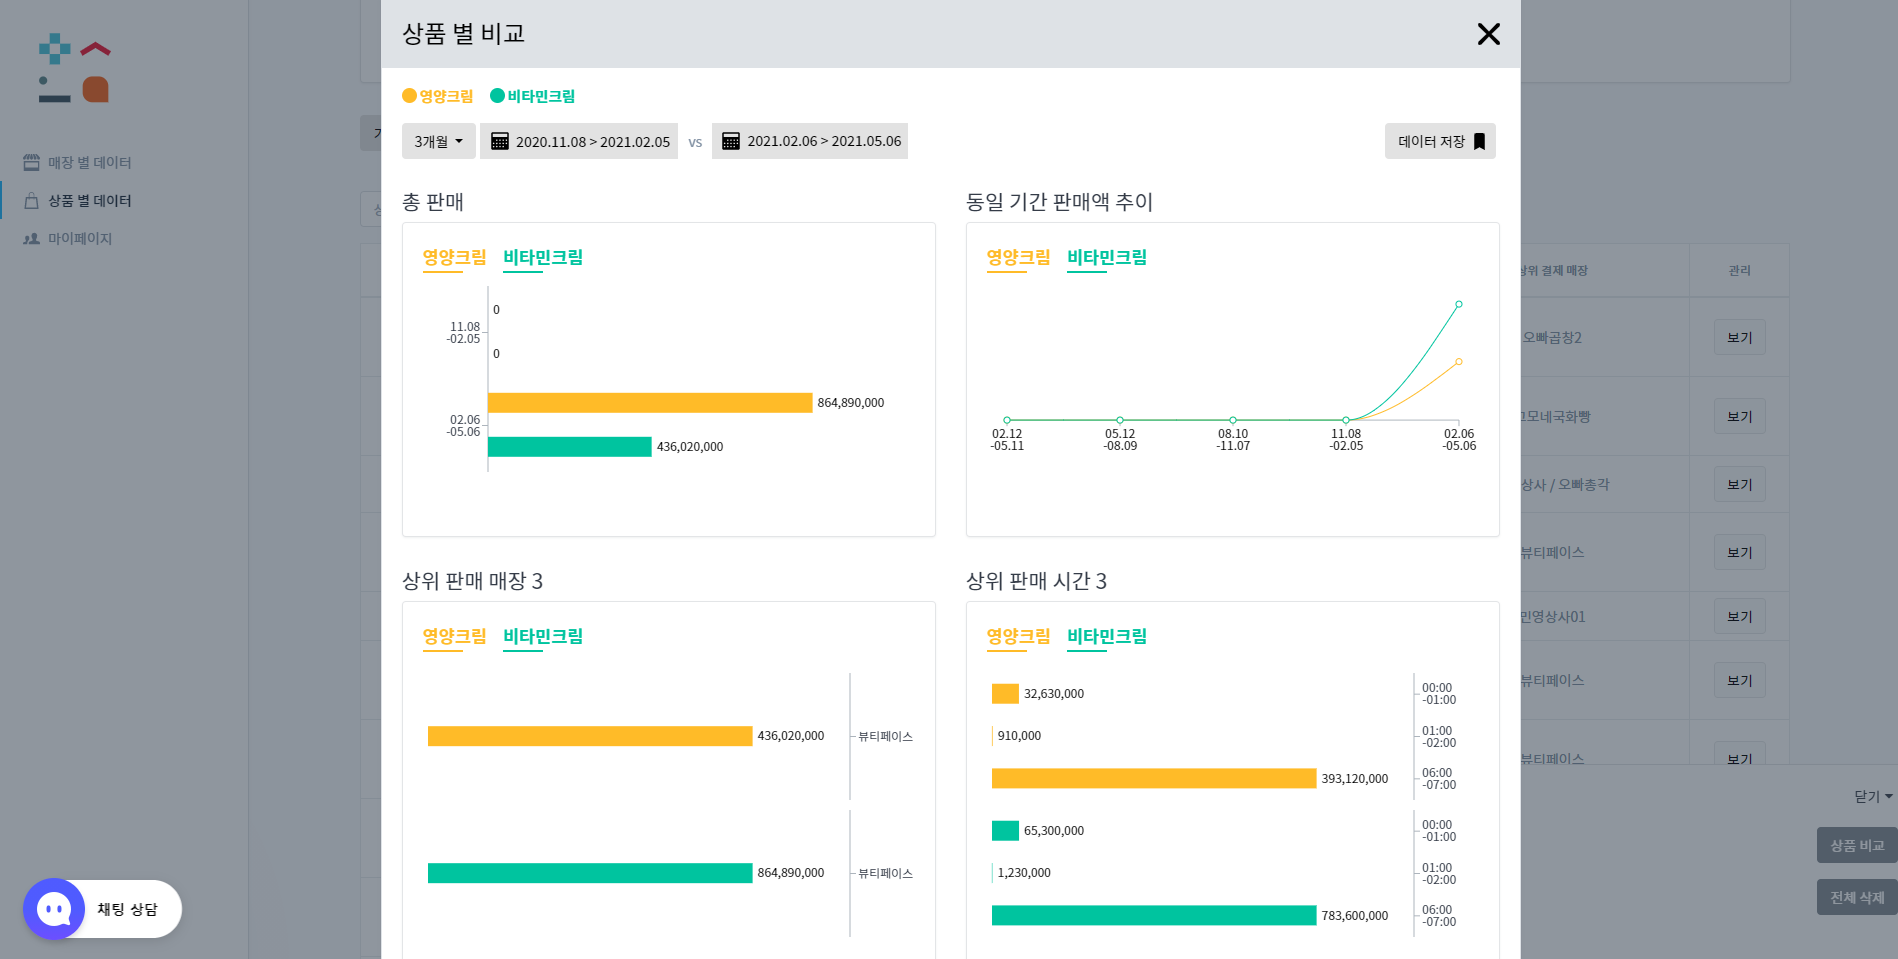 상품 별 비교
영양크림 비타민크림
3개월 2020.11.08 > 2021.02.05 vs 2021.02.06 > 2021.05.06 데이터 저장
총 판매
영양크림 비타민크림
0
11.08
-02.05
0
864,890,000
02.06
-05.06
436,020,000
동일 기간 판매액 추이
영양크림 비타민크림
02.12 05.12 08.10 11.08 02.06
-05.11 -08.09 -11.07 -02.05 -05.06
상위 판매 매장 3
영양크림 비타민크림
436,020,000 뷰티페이스
864,890,000 뷰티페이스
상위 판매 시간 3
영양크림 비타민크림
32,630,000 00:00
-01:00
910,000 01:00
-02:00
393,120,000 06:00
-07:00
65,300,000 00:00
-01:00
1,230,000 01:00
-02:00
783,600,000 06:00
-07:00
매장 별 데이터
상품 별 데이터
마이페이지
채팅 상담
상위 결제 매장 관리
오빠곱창2 보기
모네국화빵 보기
상사 / 오빠총각 보기
뷰티페이스 보기
민영상사01 보기
뷰티페이스 보기
뷰티페이스 보기
닫기
상품 비교
전체 삭제